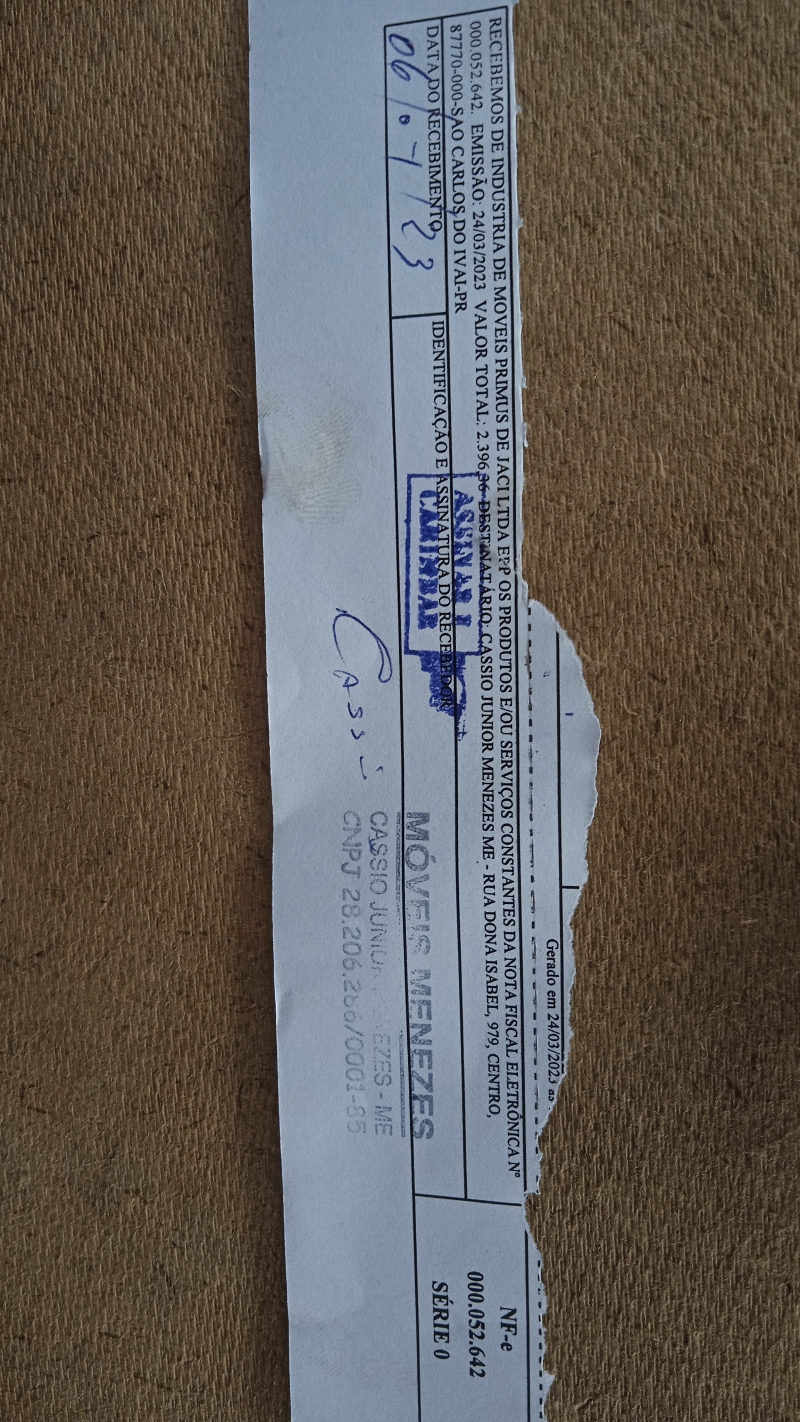 Gerado em 24/03/2023 as
RECEBEMOS DE INDUSTRIA DE MOVEIS PRIMUS DE JACI LTDA EPP OS PRODUTOS E/OU SERVIÇOS CONSTANTES DA NOTA FISCAL ELETRÔNICA Nº
000.052.642. EMISSÃO: 24/03/2023 VALOR TOTAL: 2.396,36 DESTINATÁRIO: CASSIO JUNIOR MENEZES ME - RUA DONA ISABEL, 979, CENTRO,
87770-000-SAO CARLOS DO IVAI-PR
DATA DO RECEBIMENTO
IDENTIFICAÇÃO E ASSINATURA DO RECEBEDOR
NF-e
000.052.642
SÉRIE 0
ASSINAR E
CARIMBAR
MÓVEIS MENEZES
CASSIO JUNIOR MENEZES - ME
CNPJ 28.206.286/0001-85